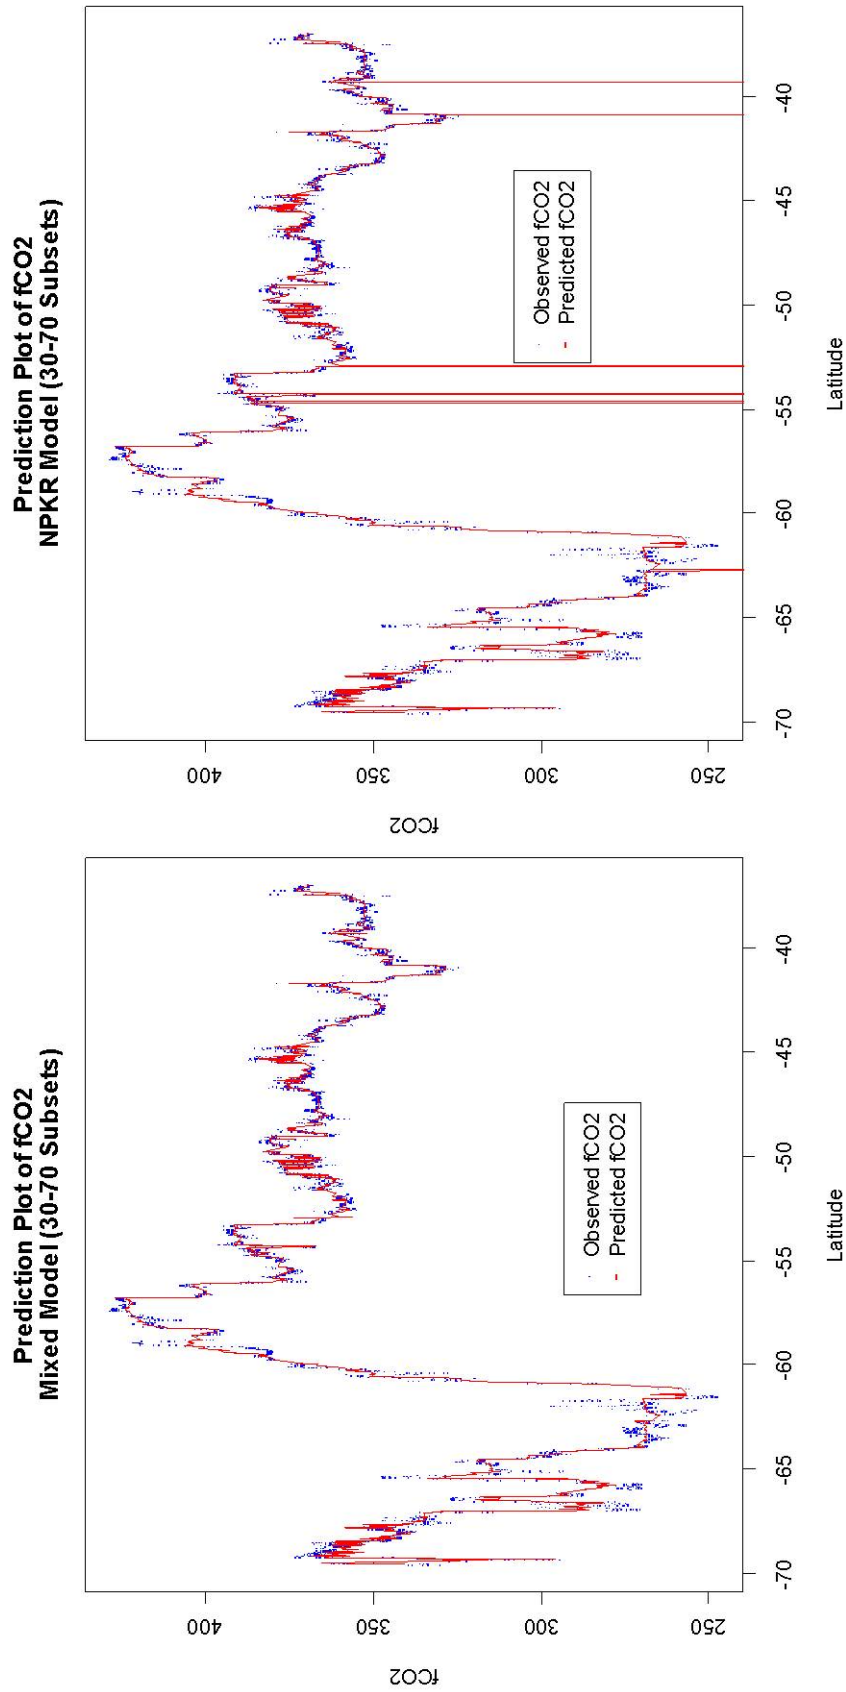 Prediction Plot of fCO2
Mixed Model (30-70 Subsets)
fCO2
400
350
300
250
Observed fCO2
Predicted fCO2
-70
-65
-60
-55
-50
-45
-40
Latitude
Prediction Plot of fCO2
NPKR Model (30-70 Subsets)
fCO2
400
350
300
250
Observed fCO2
Predicted fCO2
-70
-65
-60
-55
-50
-45
-40
Latitude